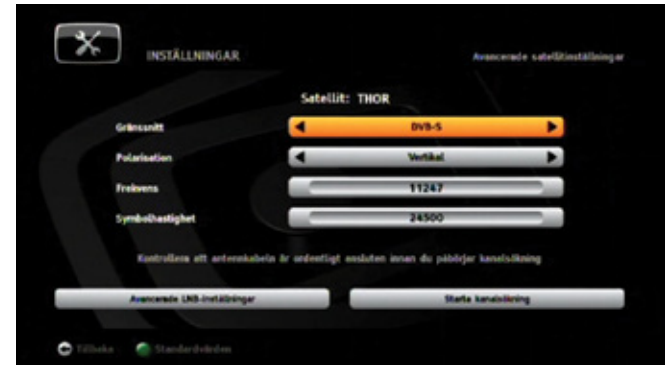 INSTÄLLNINGAR
Avancerade satellitinställningar
Satellit: THOR
Gränssnitt
DVB-S
Polarisation
Vertikal
Frekvens
11247
Symbolhastighet
24500
Kontrollera att antennkabeln är ordentligt ansluten innan du påbörjar kanalsökning
Avancerade LNB-inställningar
Starta kanalsökning
Tillbaka
Standardvärden